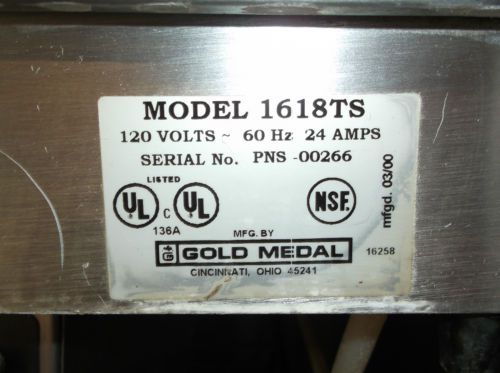 MODEL 1618TS
120 VOLTS ~ 60 Hz 24 AMPS
SERIAL No. PNS -00266
LISTED
UL C UL
136A
NSF.
mfgd. 03/00
MFG. BY
GOLD MEDAL
16258
CINCINNATI, OHIO 45241